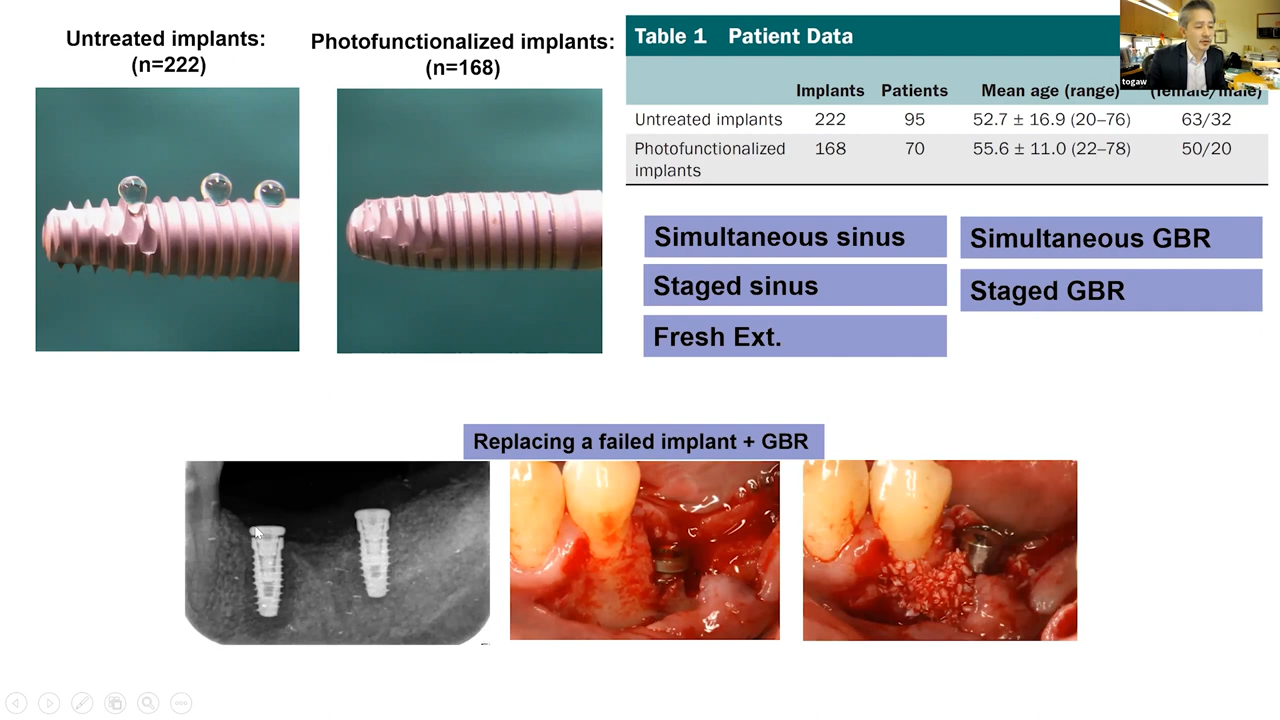 Untreated implants:
(n=222)
Photofunctionalized implants:
(n=168)
Table 1 Patient Data
Implants Patients Mean age (range) (female/male)
Untreated implants 222 95 52.7 ± 16.9 (20–76) 63/32
Photofunctionalized 168 70 55.6 ± 11.0 (22–78) 50/20
implants
togaw
Simultaneous sinus
Staged sinus
Fresh Ext.
Simultaneous GBR
Staged GBR
Replacing a failed implant + GBR